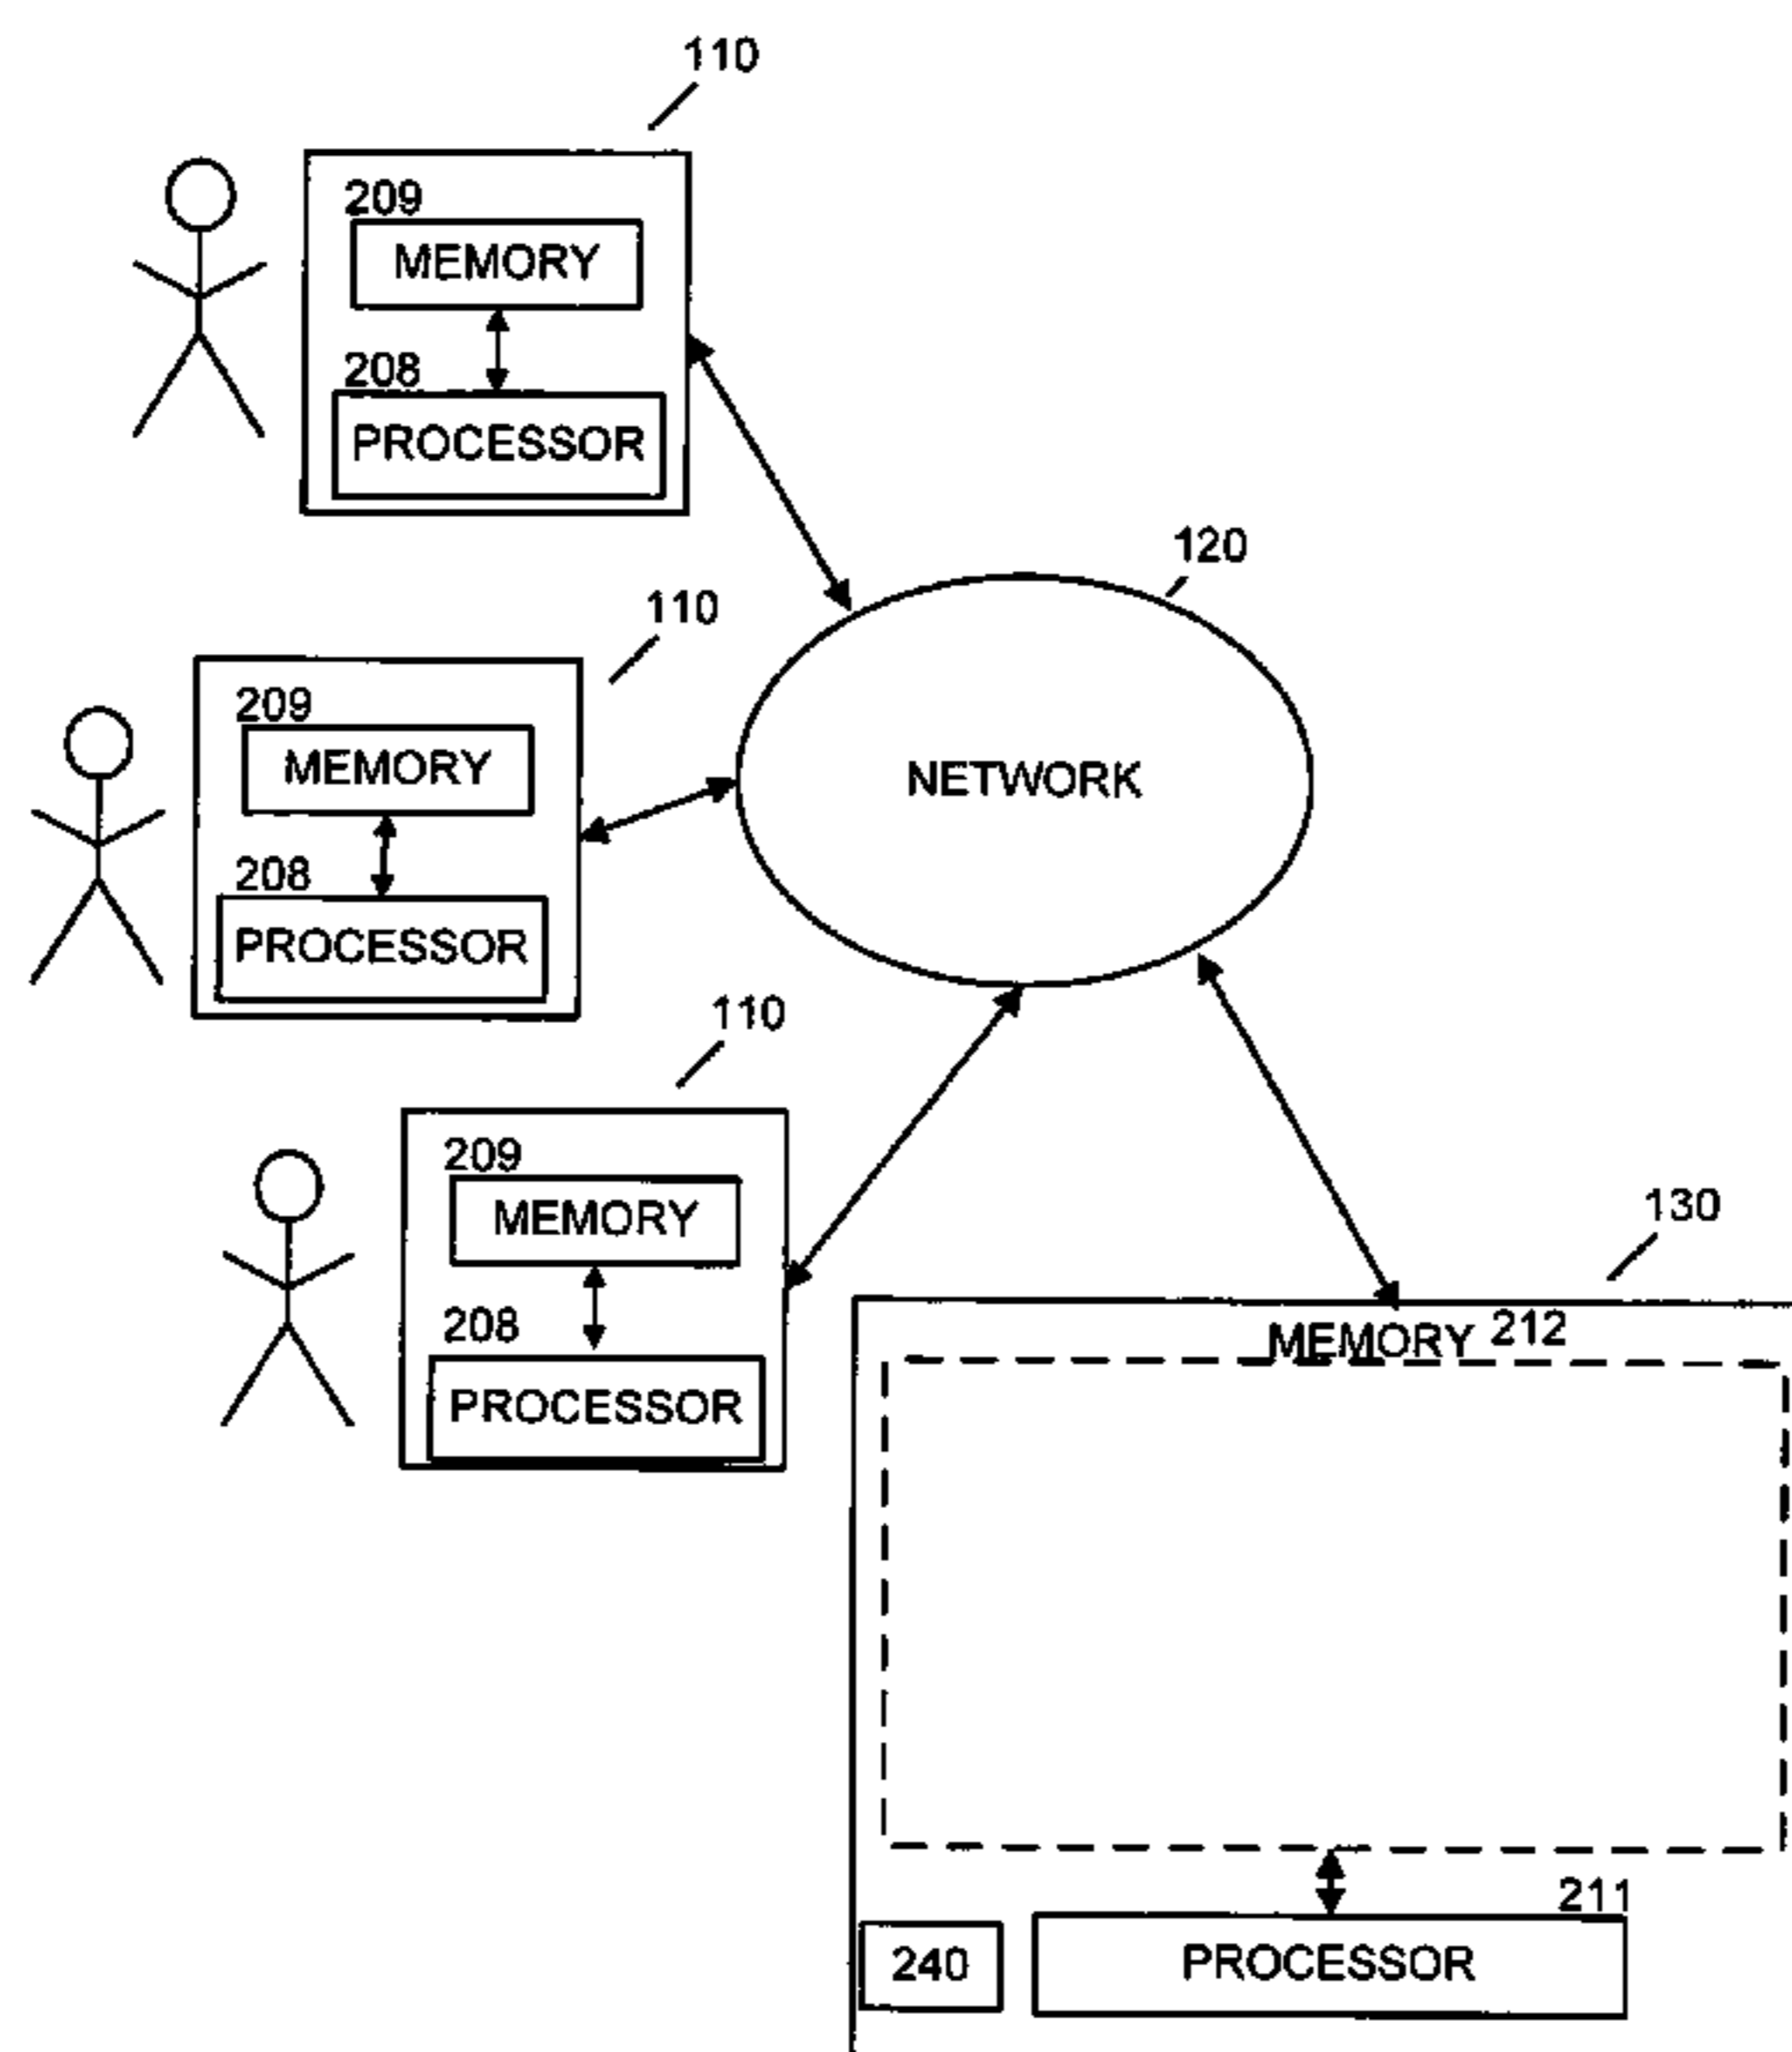 110
209
MEMORY
208
PROCESSOR
120
110
209
MEMORY
NETWORK
208
PROCESSOR
110
209
MEMORY
130
208
MEMORY 212
PROCESSOR
211
240
PROCESSOR